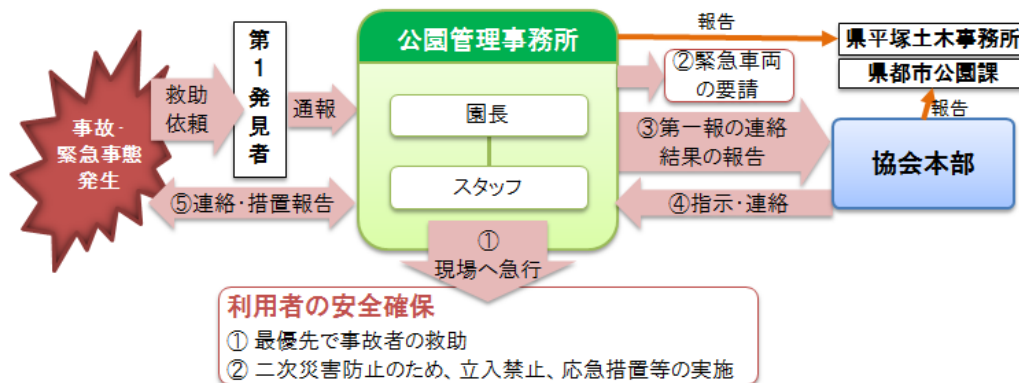 事故・
緊急事態
発生
救助
依頼
第1発見者
通報
公園管理事務所
園長
スタッフ
報告
県平塚土木事務所
県都市公園課
②緊急車両
の要請
報告
③第一報の連絡
結果の報告
協会本部
④指示・連絡
⑤連絡・措置報告
①
現場へ急行
利用者の安全確保
① 最優先で事故者の救助
② 二次災害防止のため、立入禁止、応急措置等の実施